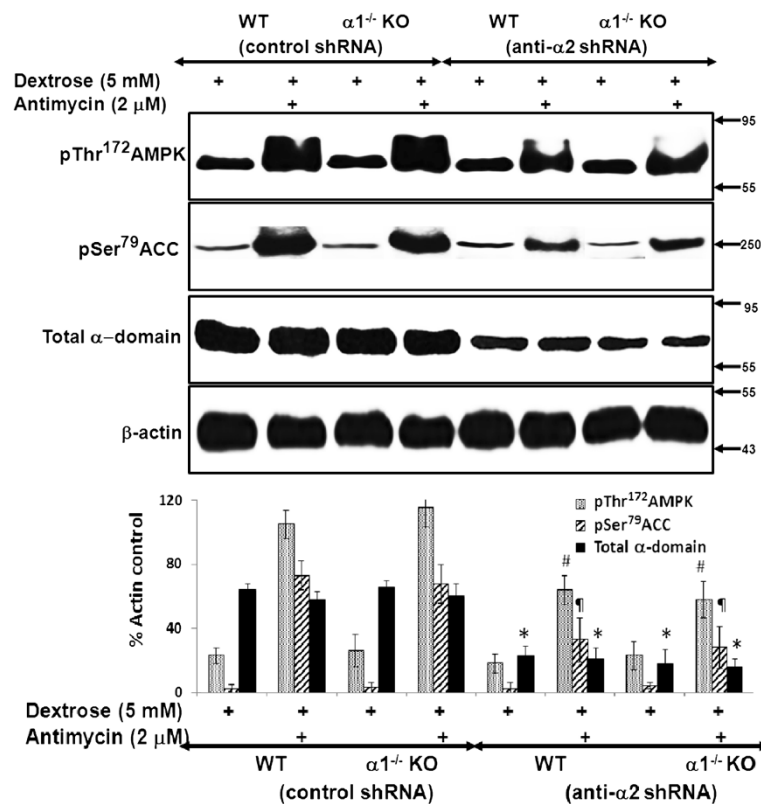 WT α1⁻/⁻ KO WT α1⁻/⁻ KO
(control shRNA) (anti-α2 shRNA)
Dextrose (5 mM) + + + + + + + +
Antimycin (2 μM) + + + +
95
pThr¹⁷²AMPK
55
pSer⁷⁹ACC
250
95
Total α–domain
55
55
β-actin
43
120
pThr¹⁷²AMPK
pSer⁷⁹ACC
Total α-domain
80
% Actin control
# #
¶ ¶
40
* * * *
0
Dextrose (5 mM) + + + + + + + +
Antimycin (2 μM) + + + +
WT α1⁻/⁻ KO WT α1⁻/⁻ KO
(control shRNA) (anti-α2 shRNA)